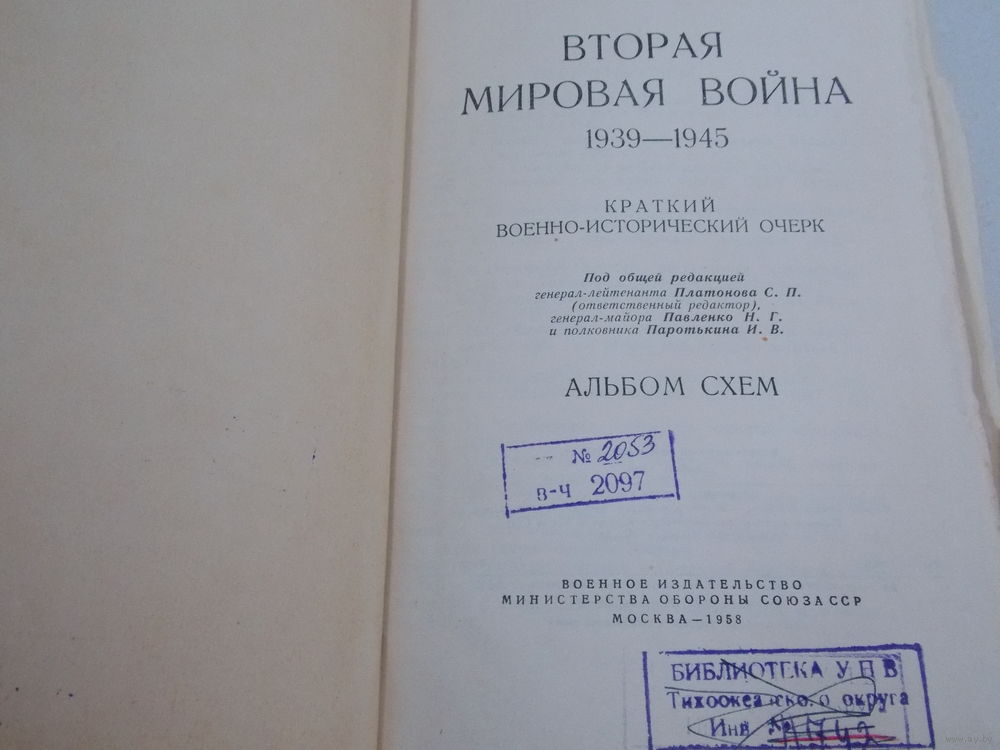 ВТОРАЯ
МИРОВАЯ ВОЙНА
1939—1945
КРАТКИЙ
ВОЕННО-ИСТОРИЧЕСКИЙ ОЧЕРК
Под общей редакцией
генерал-лейтенанта Платонова С. П.
(ответственный редактор),
генерал-майора Павленко Н. Г.
и полковника Паротькина И. В.
АЛЬБОМ СХЕМ
№ 2053
в-ч 2097
ВОЕННОЕ ИЗДАТЕЛЬСТВО
МИНИСТЕРСТВА ОБОРОНЫ СОЮЗА ССР
МОСКВА—1958
БИБЛИОТЕКА У П В
Тихоокеанского округа
Инв №